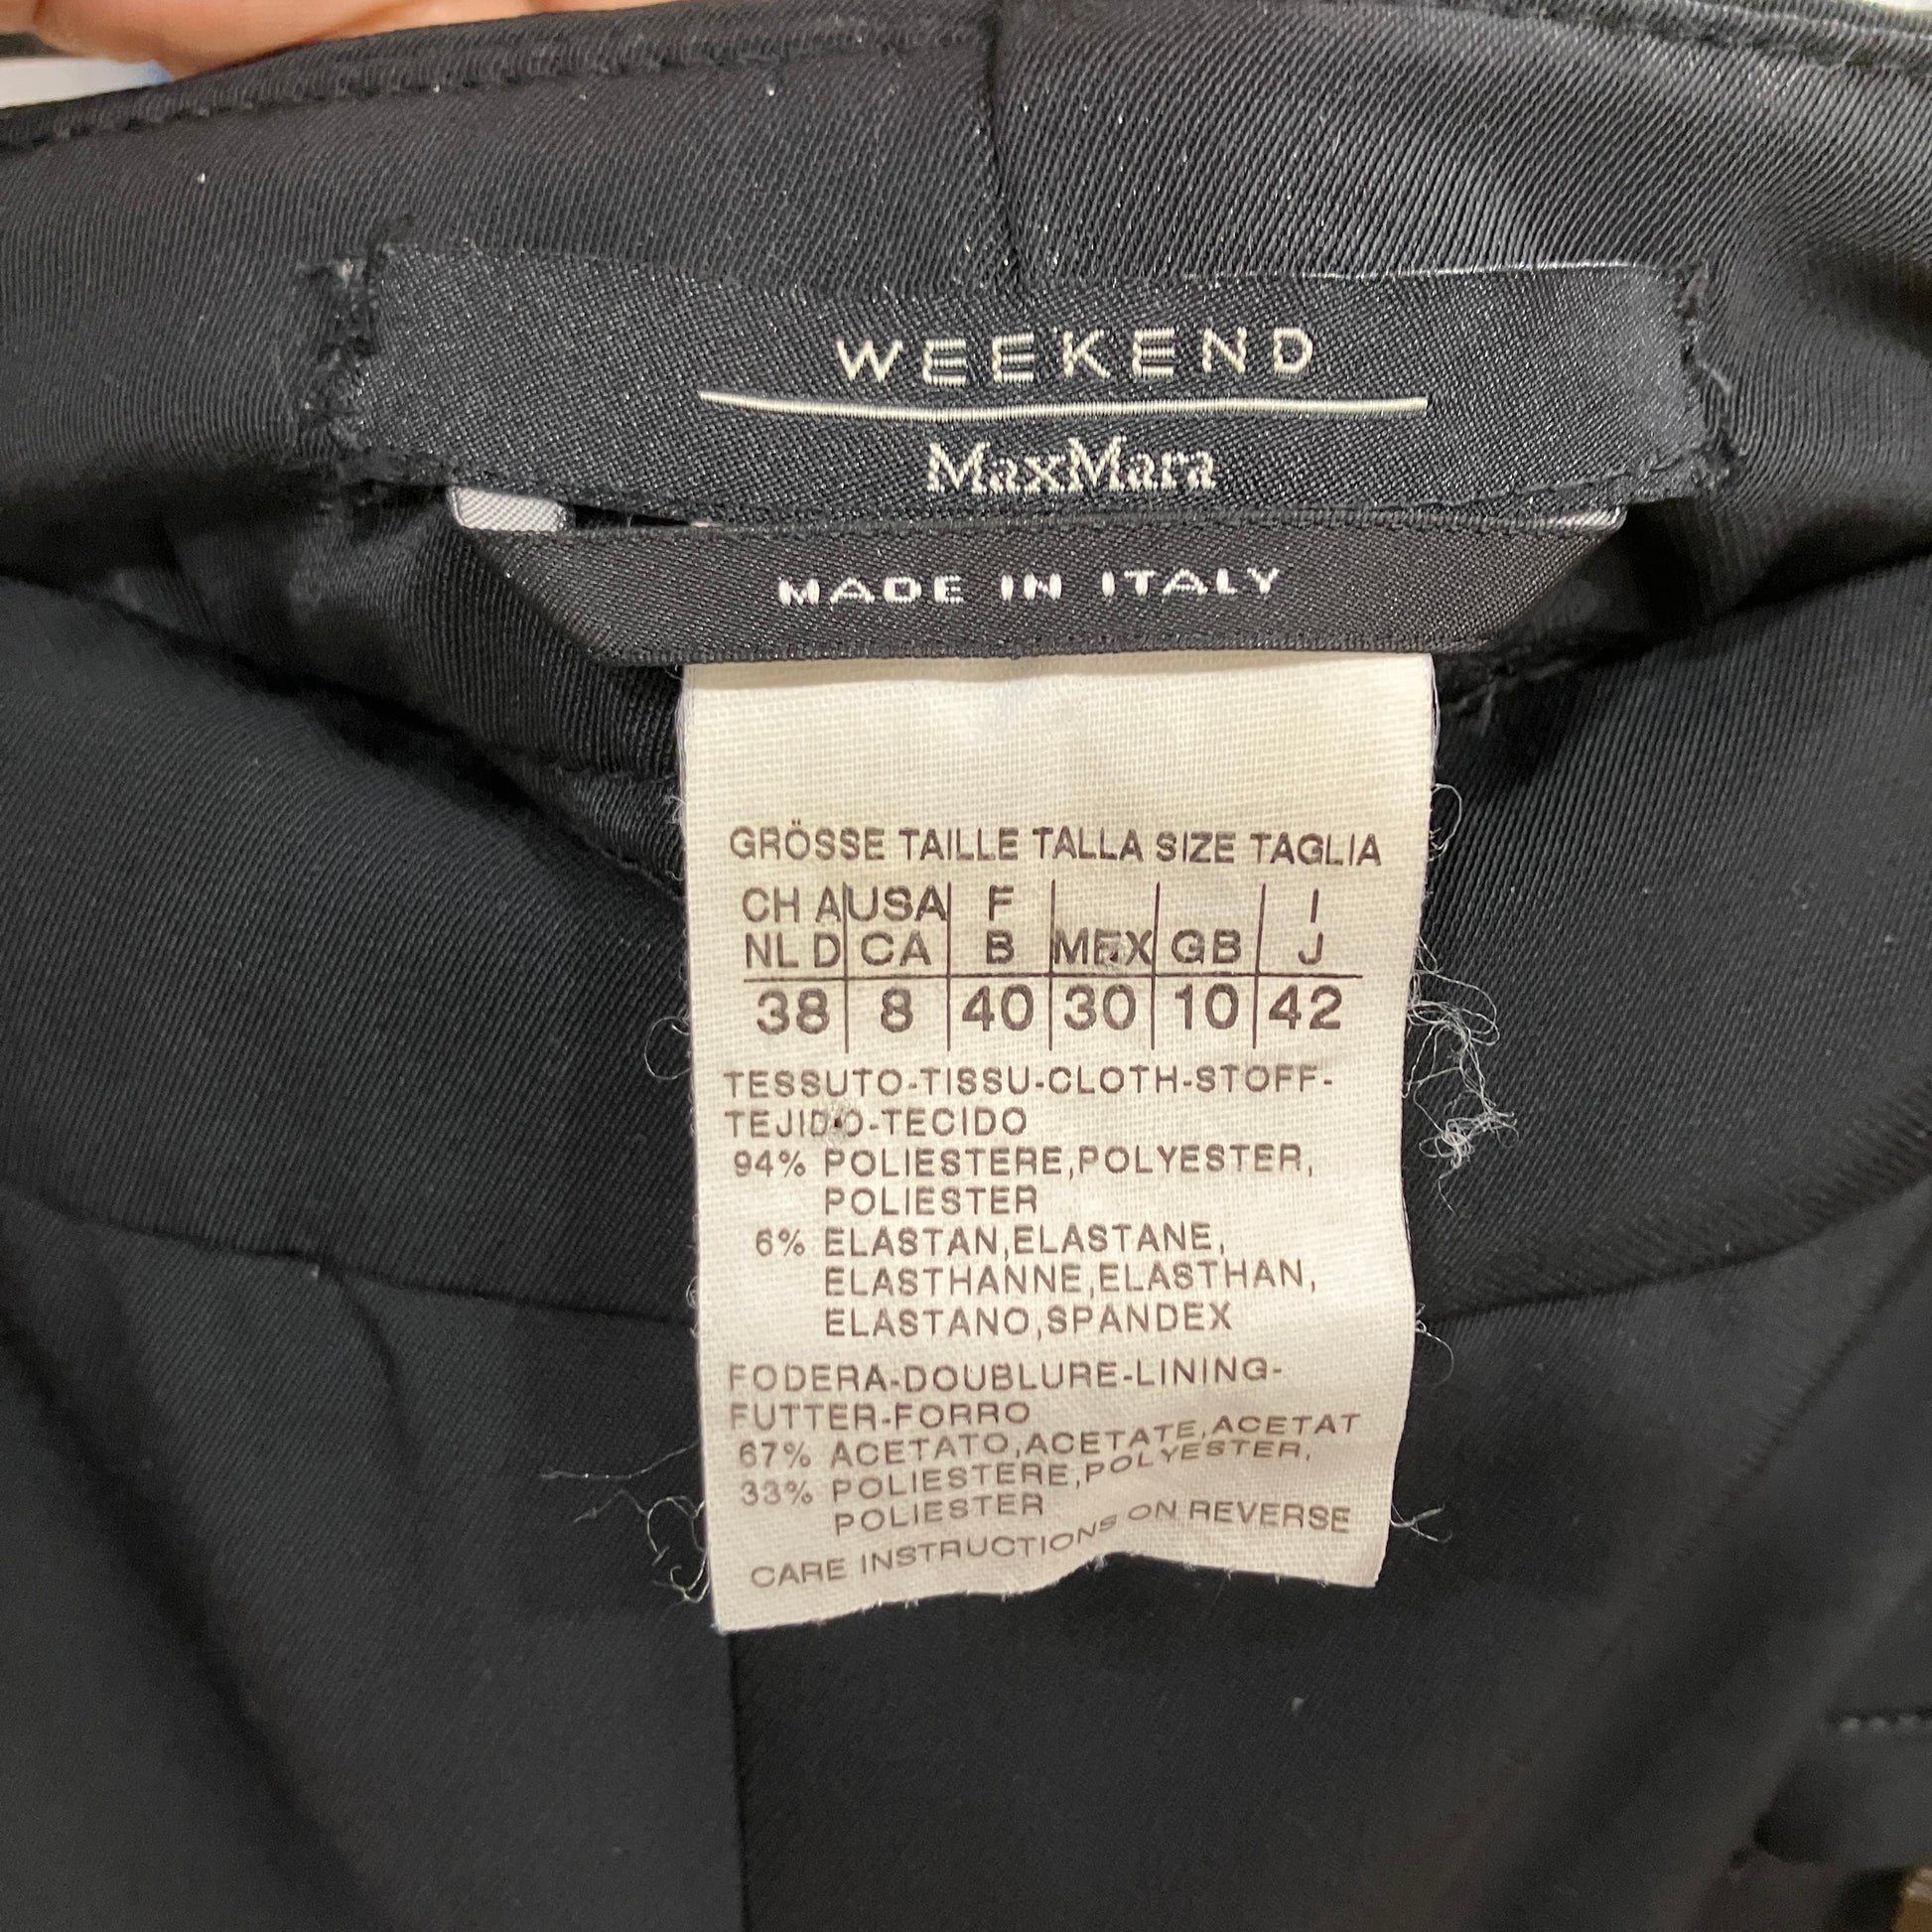 WEEKEND
MaxMara
MADE IN ITALY
GRÖSSE TAILLE TALLA SIZE TAGLIA
CH A USA F I
NL D CA B MEX GB J
38 8 40 30 10 42
TESSUTO-TISSU-CLOTH-STOFF-
TEJIDO-TECIDO
94% POLIESTERE,POLYESTER,
POLIESTER
6% ELASTAN,ELASTANE,
ELASTHANNE,ELASTHAN,
ELASTANO,SPANDEX
FODERA-DOUBLURE-LINING-
FUTTER-FORRO
67% ACETATO,ACETATE,ACETAT
33% POLIESTERE,POLYESTER,
POLIESTER
CARE INSTRUCTIONS ON REVERSE